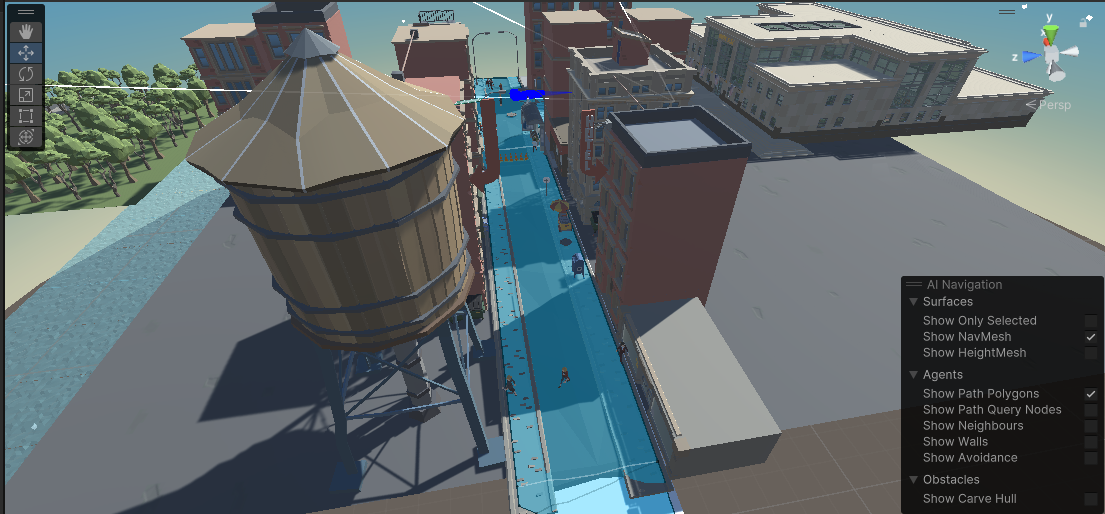 y
z
Persp
AI Navigation
Surfaces
Show Only Selected
Show NavMesh
Show HeightMesh
Agents
Show Path Polygons
Show Path Query Nodes
Show Neighbours
Show Walls
Show Avoidance
Obstacles
Show Carve Hull